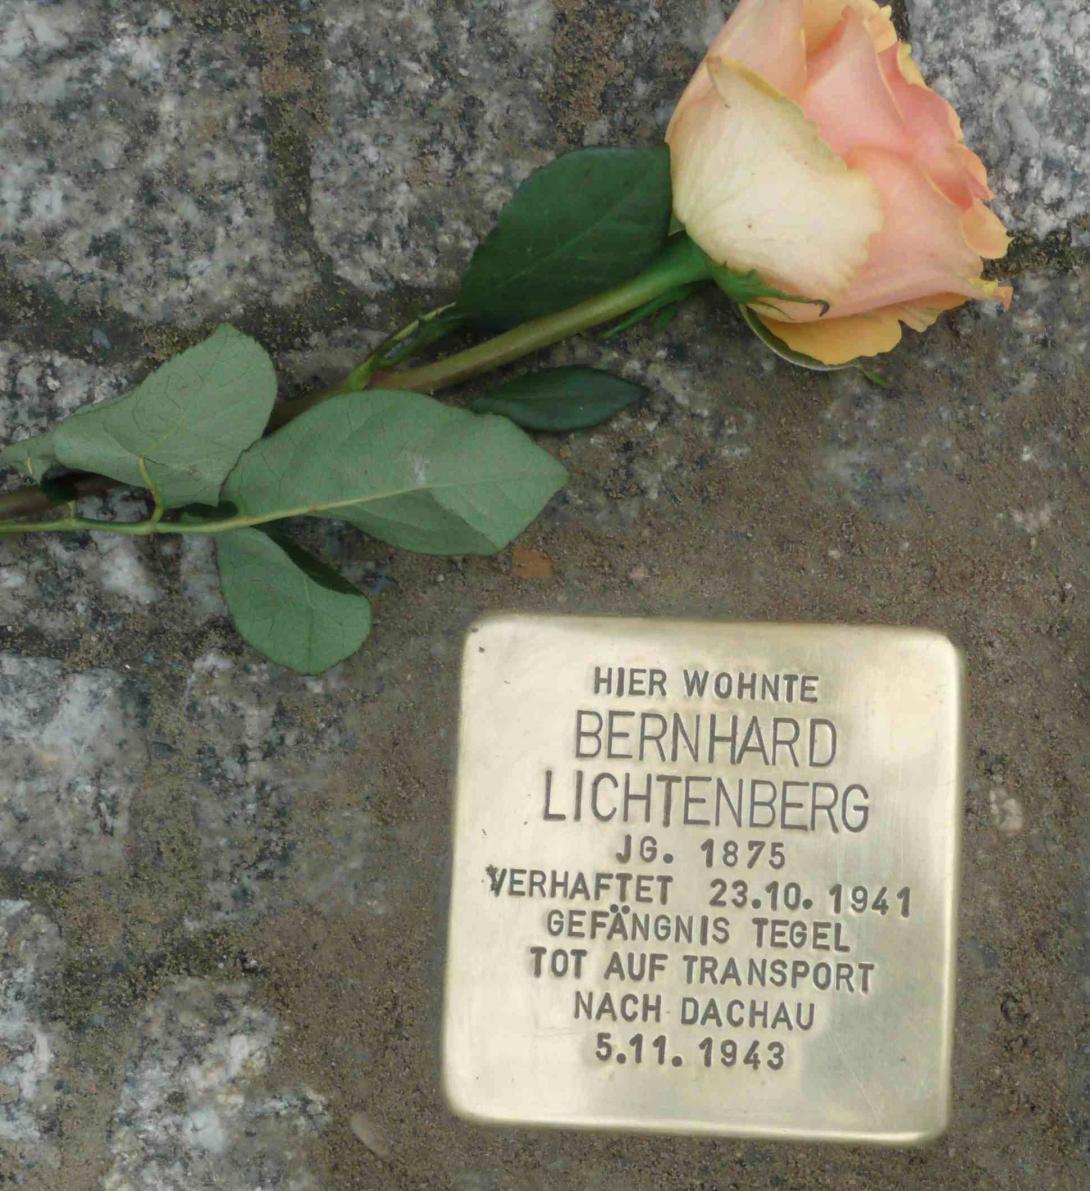 HIER WOHNTE
BERNHARD
LICHTENBERG
JG. 1875
VERHAFTET 23.10. 1941
GEFÄNGNIS TEGEL
TOT AUF TRANSPORT
NACH DACHAU
5.11. 1943